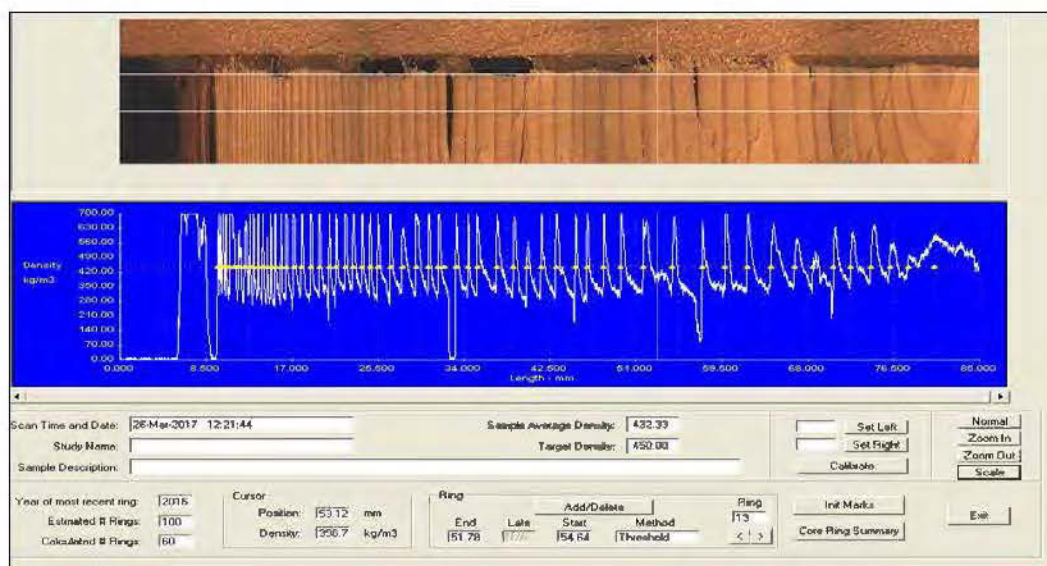 700.00
630.00
560.00
490.00
420.00
350.00
280.00
210.00
140.00
70.00
0.00
Density
kg/m3
0.000 8.500 17.000 25.500 34.000 42.500 51.000 59.500 68.000 76.500 85.000
Length - mm
Scan Time and Date: 26-Mar-2017 12:21:44 Sample Average Density: 432.33 Set Left Normal
Study Name: Target Density: 450.00 Set Right Zoom In
Sample Description: Calibrate Zoom Out
Scale
Year of most recent ring: 2016 Cursor Ring Add/Delete Ring Init Marks
Estimated # Rings: 100 Position: 53.12 mm End Late Start Method 13 Exit
Calculated # Rings: 60 Density: 396.7 kg/m3 51.78 54.64 Threshold < > Core Ring Summary